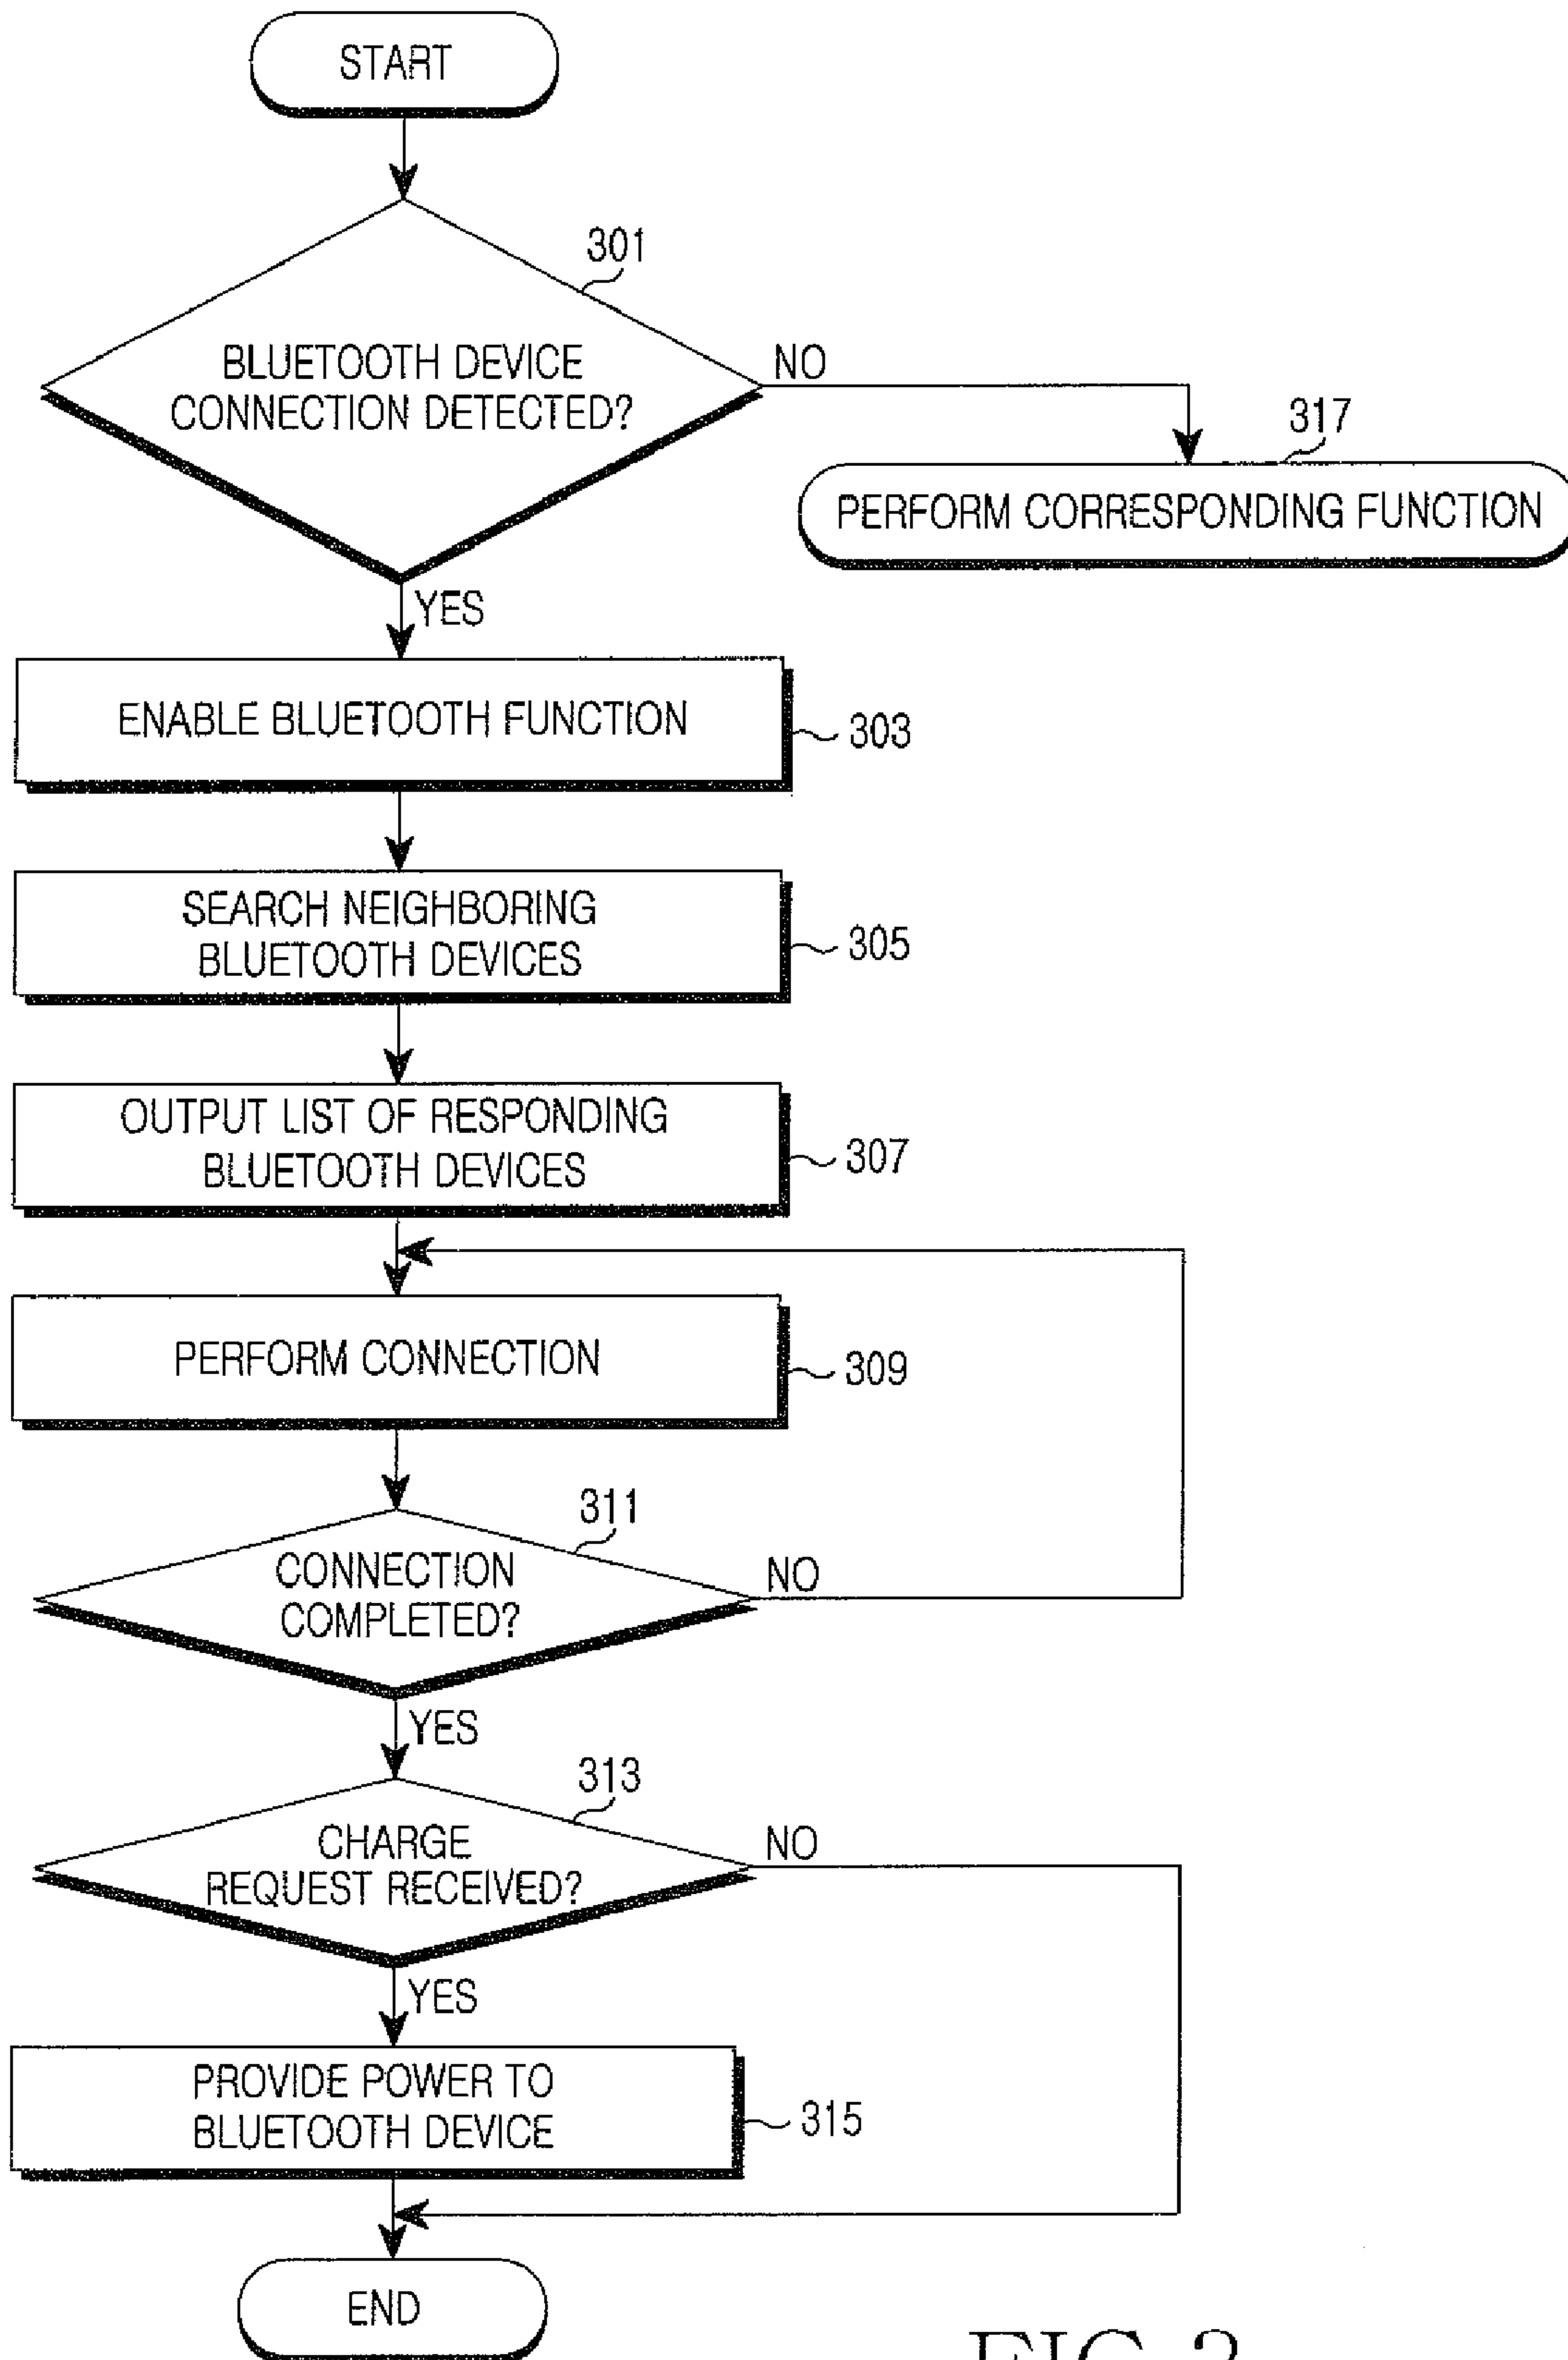 START
301
BLUETOOTH DEVICE
CONNECTION DETECTED?
NO
317
PERFORM CORRESPONDING FUNCTION
YES
ENABLE BLUETOOTH FUNCTION
303
SEARCH NEIGHBORING
BLUETOOTH DEVICES
305
OUTPUT LIST OF RESPONDING
BLUETOOTH DEVICES
307
PERFORM CONNECTION
309
311
CONNECTION
COMPLETED?
NO
YES
313
CHARGE
REQUEST RECEIVED?
NO
YES
PROVIDE POWER TO
BLUETOOTH DEVICE
315
END